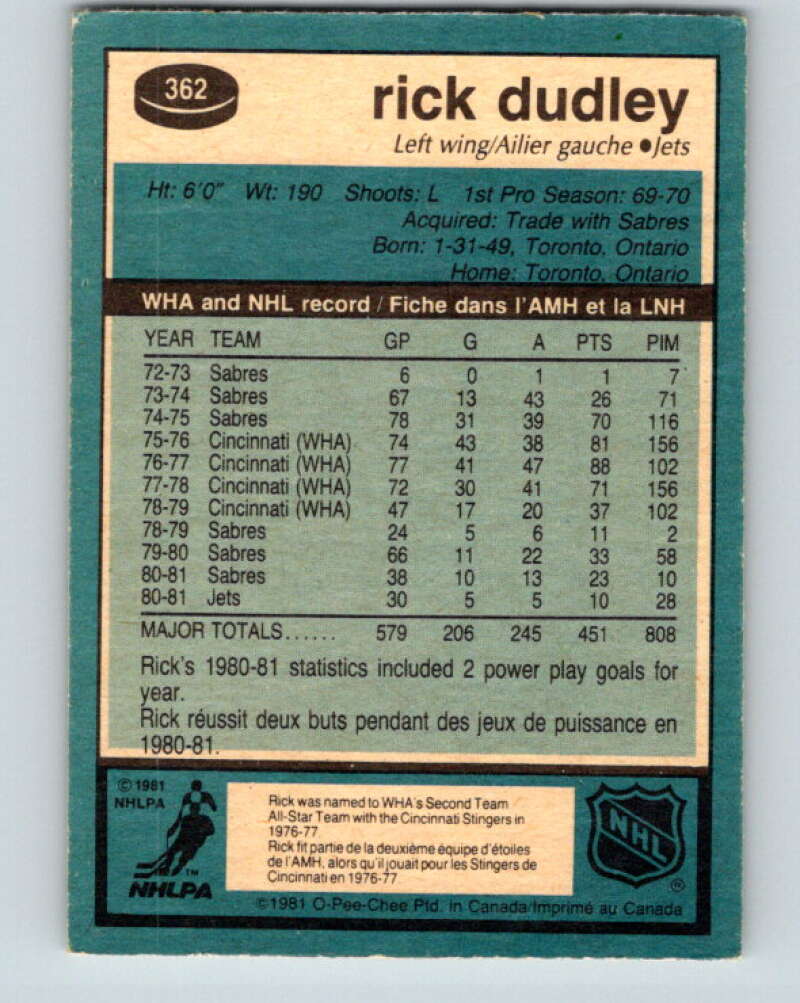 362
rick dudley
Left wing/Ailier gauche ●Jets
Ht: 6'0" Wt: 190 Shoots: L 1st Pro Season: 69-70
Acquired: Trade with Sabres
Born: 1-31-49, Toronto, Ontario
Home: Toronto, Ontario
WHA and NHL record / Fiche dans l'AMH et la LNH
YEAR TEAM GP G A PTS PIM
72-73 Sabres 6 0 1 1 7
73-74 Sabres 67 13 43 26 71
74-75 Sabres 78 31 39 70 116
75-76 Cincinnati (WHA) 74 43 38 81 156
76-77 Cincinnati (WHA) 77 41 47 88 102
77-78 Cincinnati (WHA) 72 30 41 71 156
78-79 Cincinnati (WHA) 47 17 20 37 102
78-79 Sabres 24 5 6 11 2
79-80 Sabres 66 11 22 33 58
80-81 Sabres 38 10 13 23 10
80-81 Jets 30 5 5 10 28
MAJOR TOTALS...... 579 206 245 451 808
Rick's 1980-81 statistics included 2 power play goals for
year.
Rick réussit deux buts pendant des jeux de puissance en
1980-81.
© 1981
NHLPA
TM
NHLPA
Rick was named to WHA's Second Team
All-Star Team with the Cincinnati Stingers in
1976-77
Rick fit partie de la deuxième équipe d'étoiles
de l'AMH, alors qu'il jouait pour les Stingers de
Cincinnati en 1976-77
NHL
®
©1981 O-Pee-Chee Ptd. in Canada/Imprimé au Canada